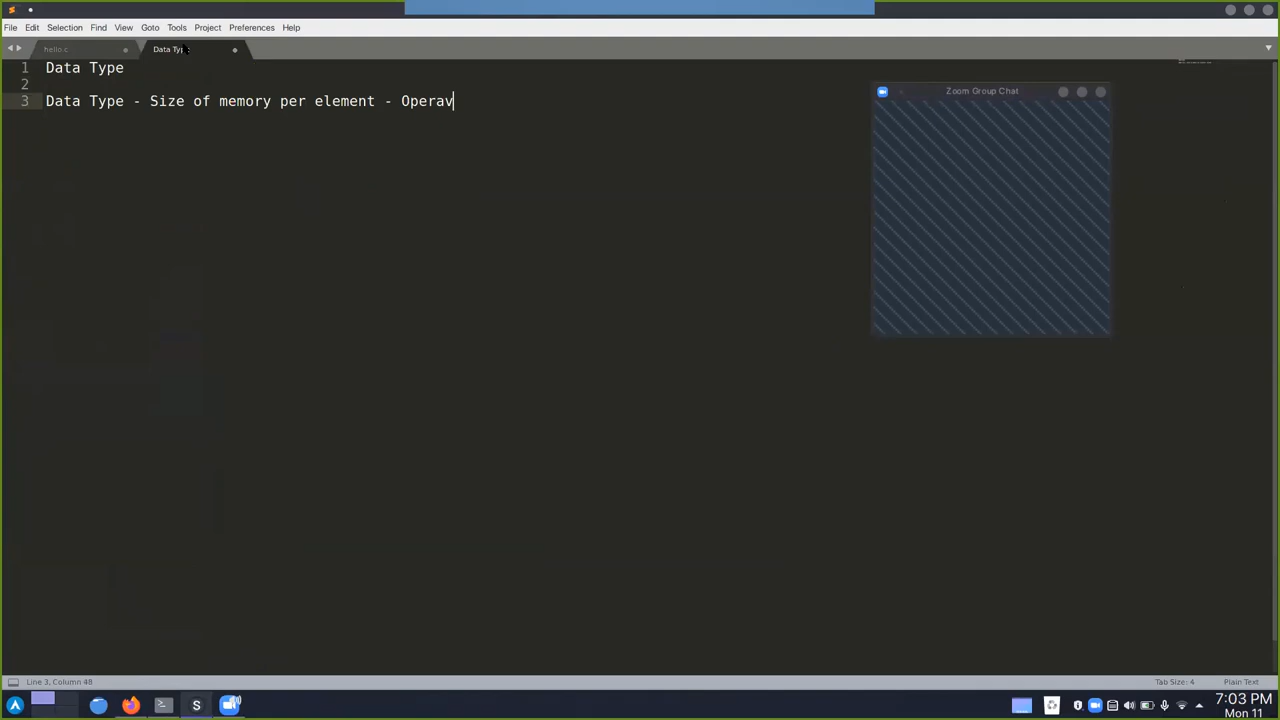 File Edit Selection Find View Goto Tools Project Preferences Help
hello.c
Data Typ
1 Data Type
2
3 Data Type - Size of memory per element - Operav
Zoom Group Chat
Line 3, Column 48
Tab Size: 4
Plain Text
S
7:03 PM
Mon 11